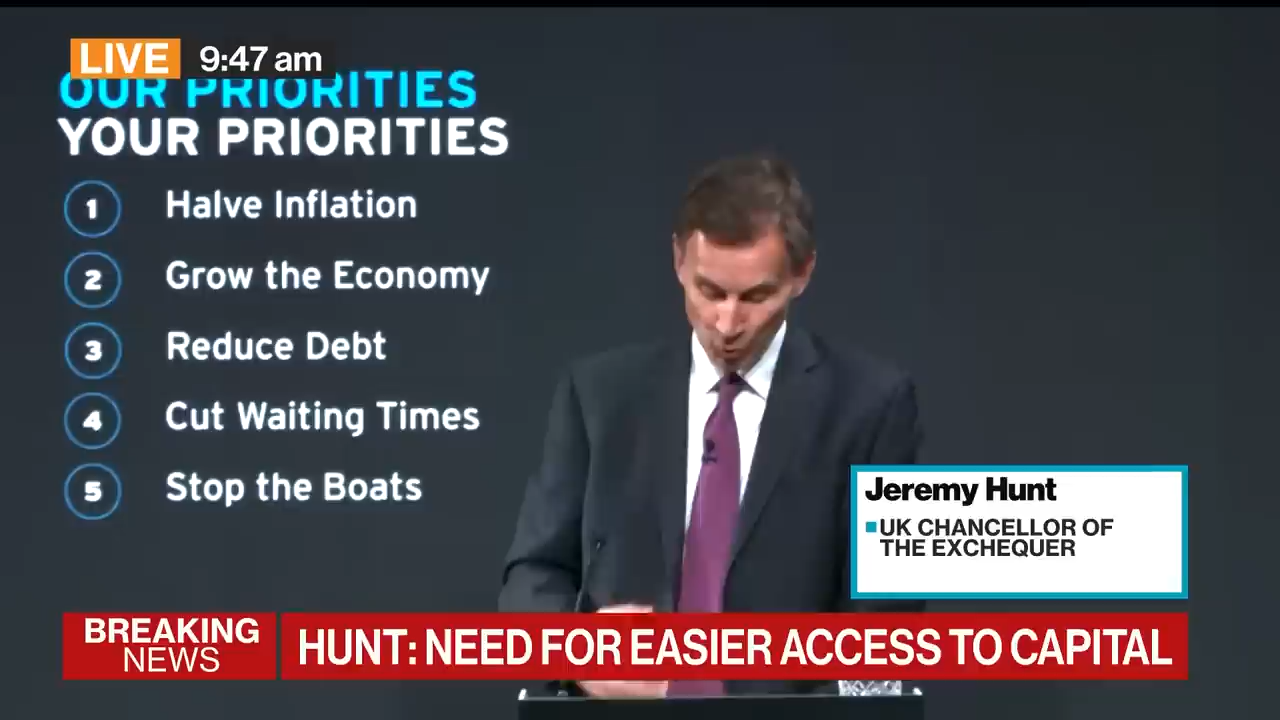 LIVE 9:47 am
OUR PRIORITIES
YOUR PRIORITIES
1 Halve Inflation
2 Grow the Economy
3 Reduce Debt
4 Cut Waiting Times
5 Stop the Boats
Jeremy Hunt
UK CHANCELLOR OF
THE EXCHEQUER
BREAKING
NEWS
HUNT: NEED FOR EASIER ACCESS TO CAPITAL